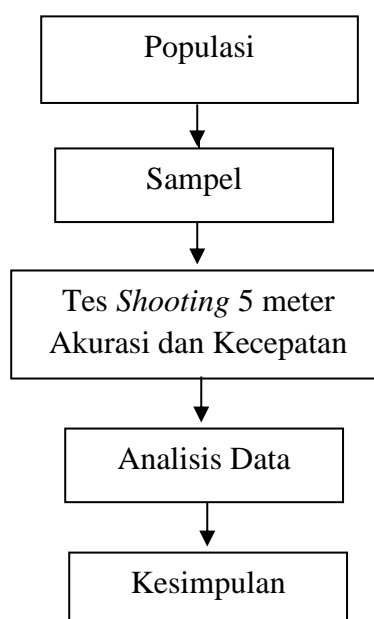 Populasi
Sampel
Tes Shooting 5 meter
Akurasi dan Kecepatan
Analisis Data
Kesimpulan